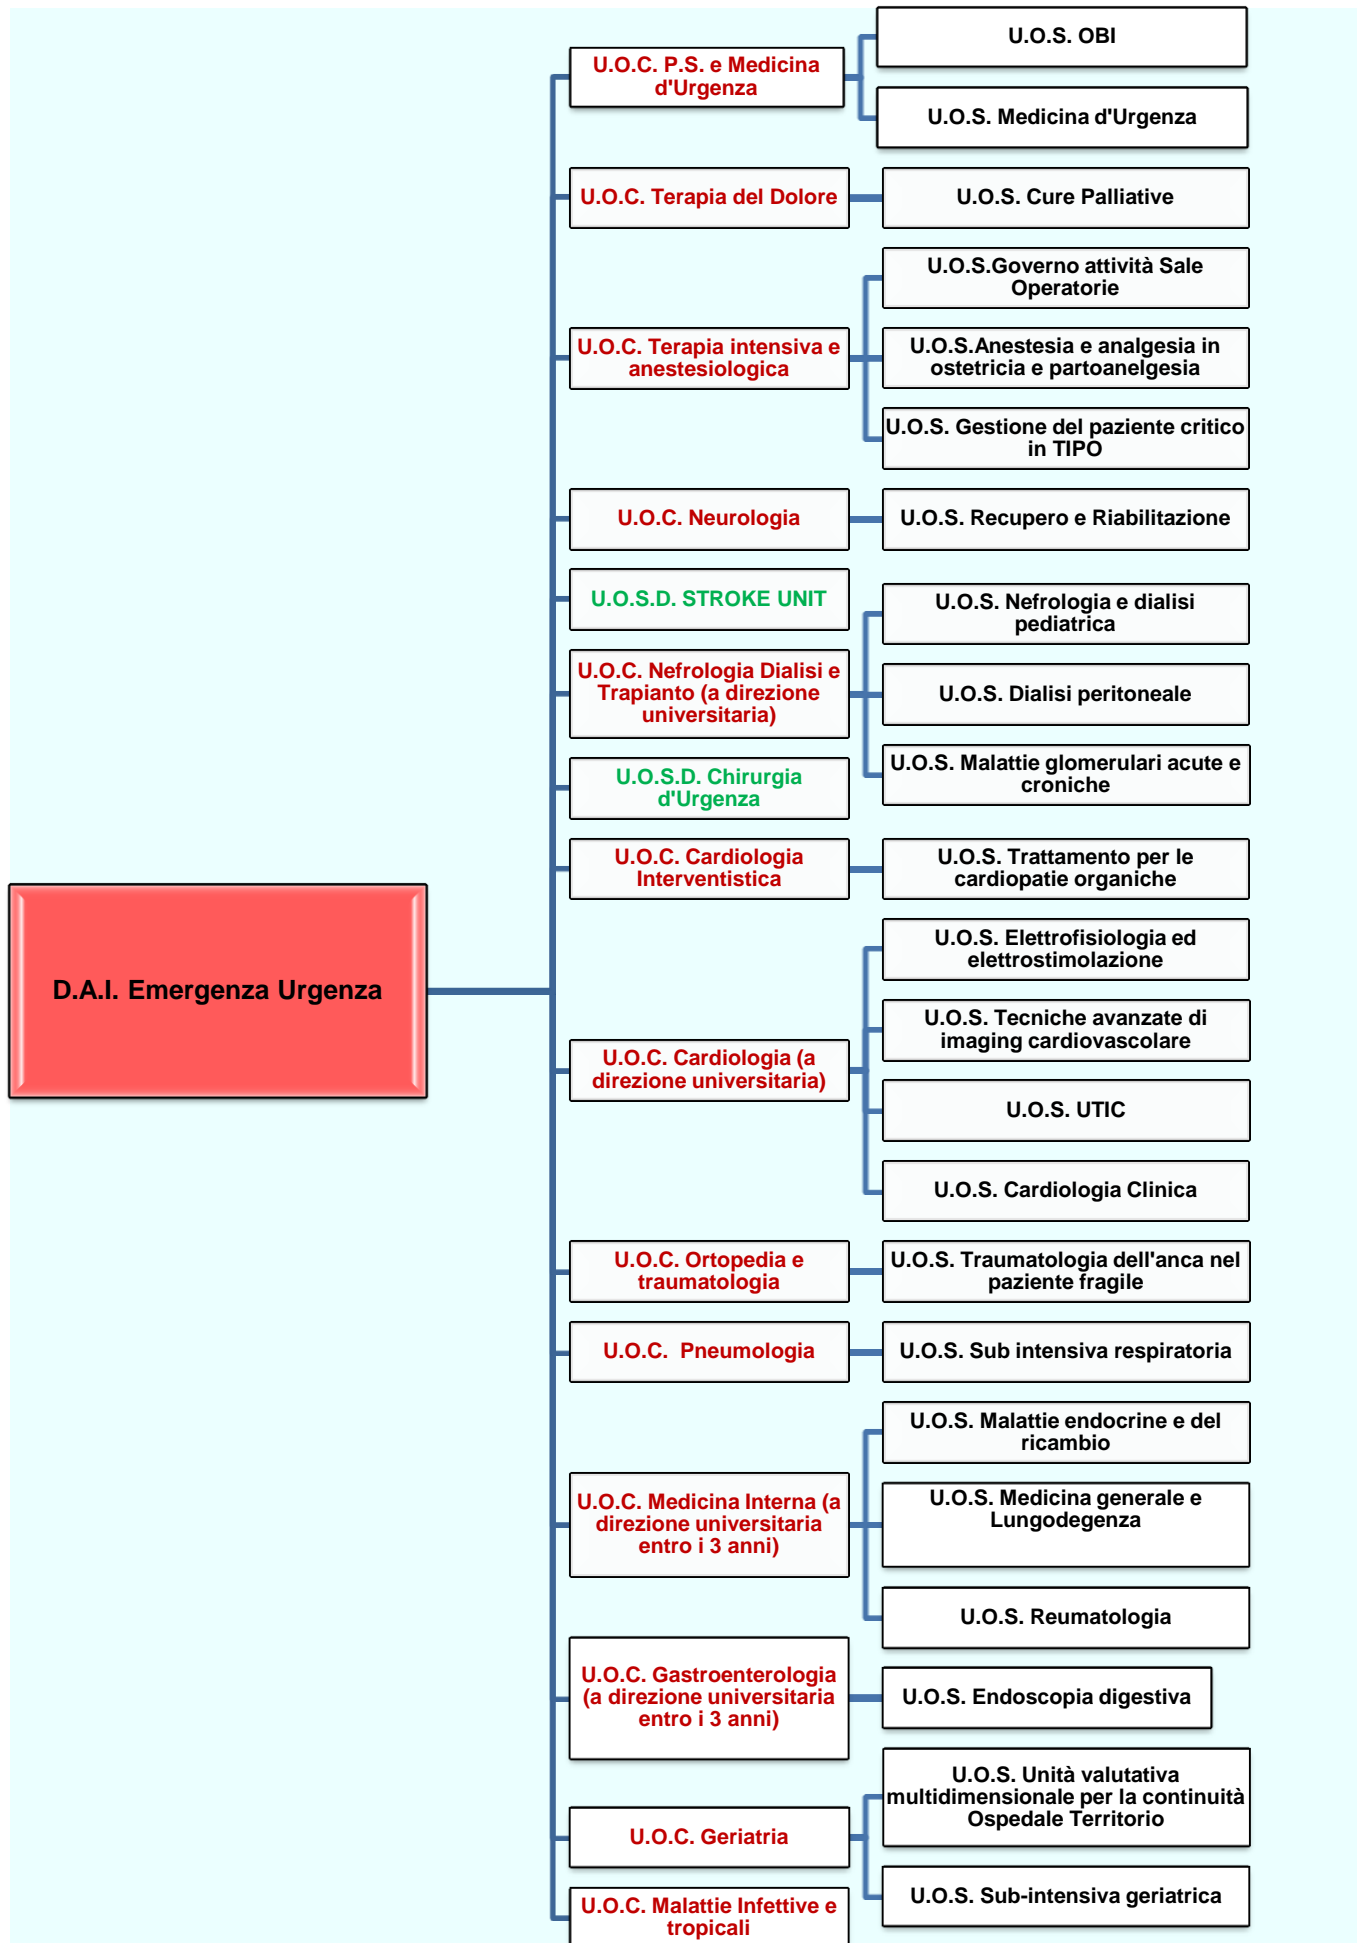 D.A.I. Emergenza Urgenza
U.O.C. P.S. e Medicina
d'Urgenza
U.O.S. OBI
U.O.S. Medicina d'Urgenza
U.O.C. Terapia del Dolore
U.O.S. Cure Palliative
U.O.C. Terapia intensiva e
anestesiologica
U.O.S.Governo attività Sale
Operatorie
U.O.S.Anestesia e analgesia in
ostetricia e partoanelgesia
U.O.S. Gestione del paziente critico
in TIPO
U.O.C. Neurologia
U.O.S. Recupero e Riabilitazione
U.O.S.D. STROKE UNIT
U.O.C. Nefrologia Dialisi e
Trapianto (a direzione
universitaria)
U.O.S. Nefrologia e dialisi
pediatrica
U.O.S. Dialisi peritoneale
U.O.S. Malattie glomerulari acute e
croniche
U.O.S.D. Chirurgia
d'Urgenza
U.O.C. Cardiologia
Interventistica
U.O.S. Trattamento per le
cardiopatie organiche
U.O.C. Cardiologia (a
direzione universitaria)
U.O.S. Elettrofisiologia ed
elettrostimolazione
U.O.S. Tecniche avanzate di
imaging cardiovascolare
U.O.S. UTIC
U.O.S. Cardiologia Clinica
U.O.C. Ortopedia e
traumatologia
U.O.S. Traumatologia dell'anca nel
paziente fragile
U.O.C.  Pneumologia
U.O.S. Sub intensiva respiratoria
U.O.C. Medicina Interna (a
direzione universitaria
entro i 3 anni)
U.O.S. Malattie endocrine e del
ricambio
U.O.S. Medicina generale e
Lungodegenza
U.O.S. Reumatologia
U.O.C. Gastroenterologia
(a direzione universitaria
entro i 3 anni)
U.O.S. Endoscopia digestiva
U.O.C. Geriatria
U.O.S. Unità valutativa
multidimensionale per la continuità
Ospedale Territorio
U.O.S. Sub-intensiva geriatrica
U.O.C. Malattie Infettive e
tropicali